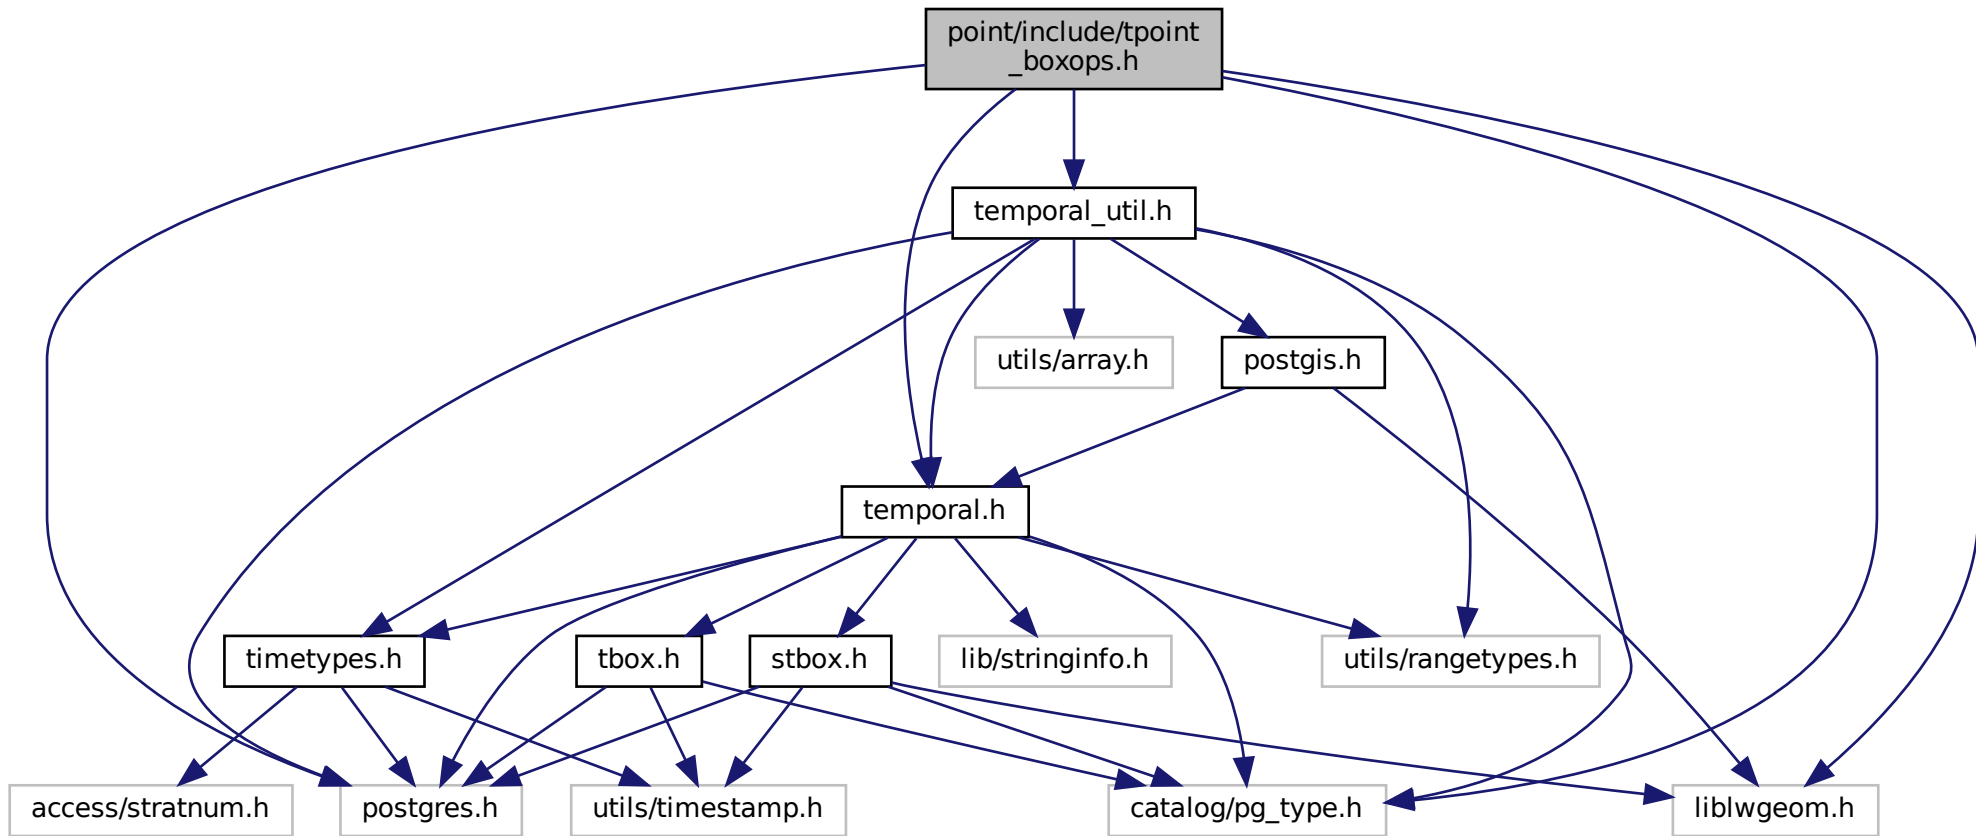 point/include/tpoint
_boxops.h
temporal_util.h
utils/array.h
postgis.h
temporal.h
timetypes.h
tbox.h
stbox.h
lib/stringinfo.h
utils/rangetypes.h
access/stratnum.h
postgres.h
utils/timestamp.h
catalog/pg_type.h
liblwgeom.h